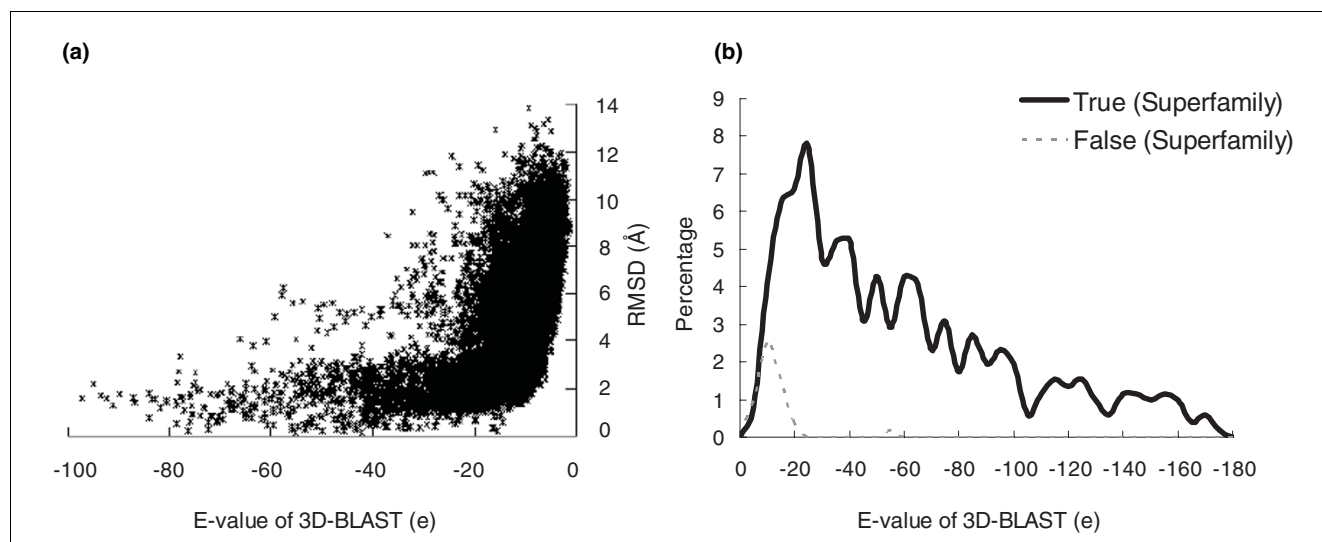 (a)
14
12
10
8
6
4
2
0
RMSD (Å)
-100 -80 -60 -40 -20 0
E-value of 3D-BLAST (e)
(b)
True (Superfamily)
False (Superfamily)
9
8
7
6
5
4
3
2
1
0
Percentage
0 -20 -40 -60 -80 -100 -120 -140 -160 -180
E-value of 3D-BLAST (e)